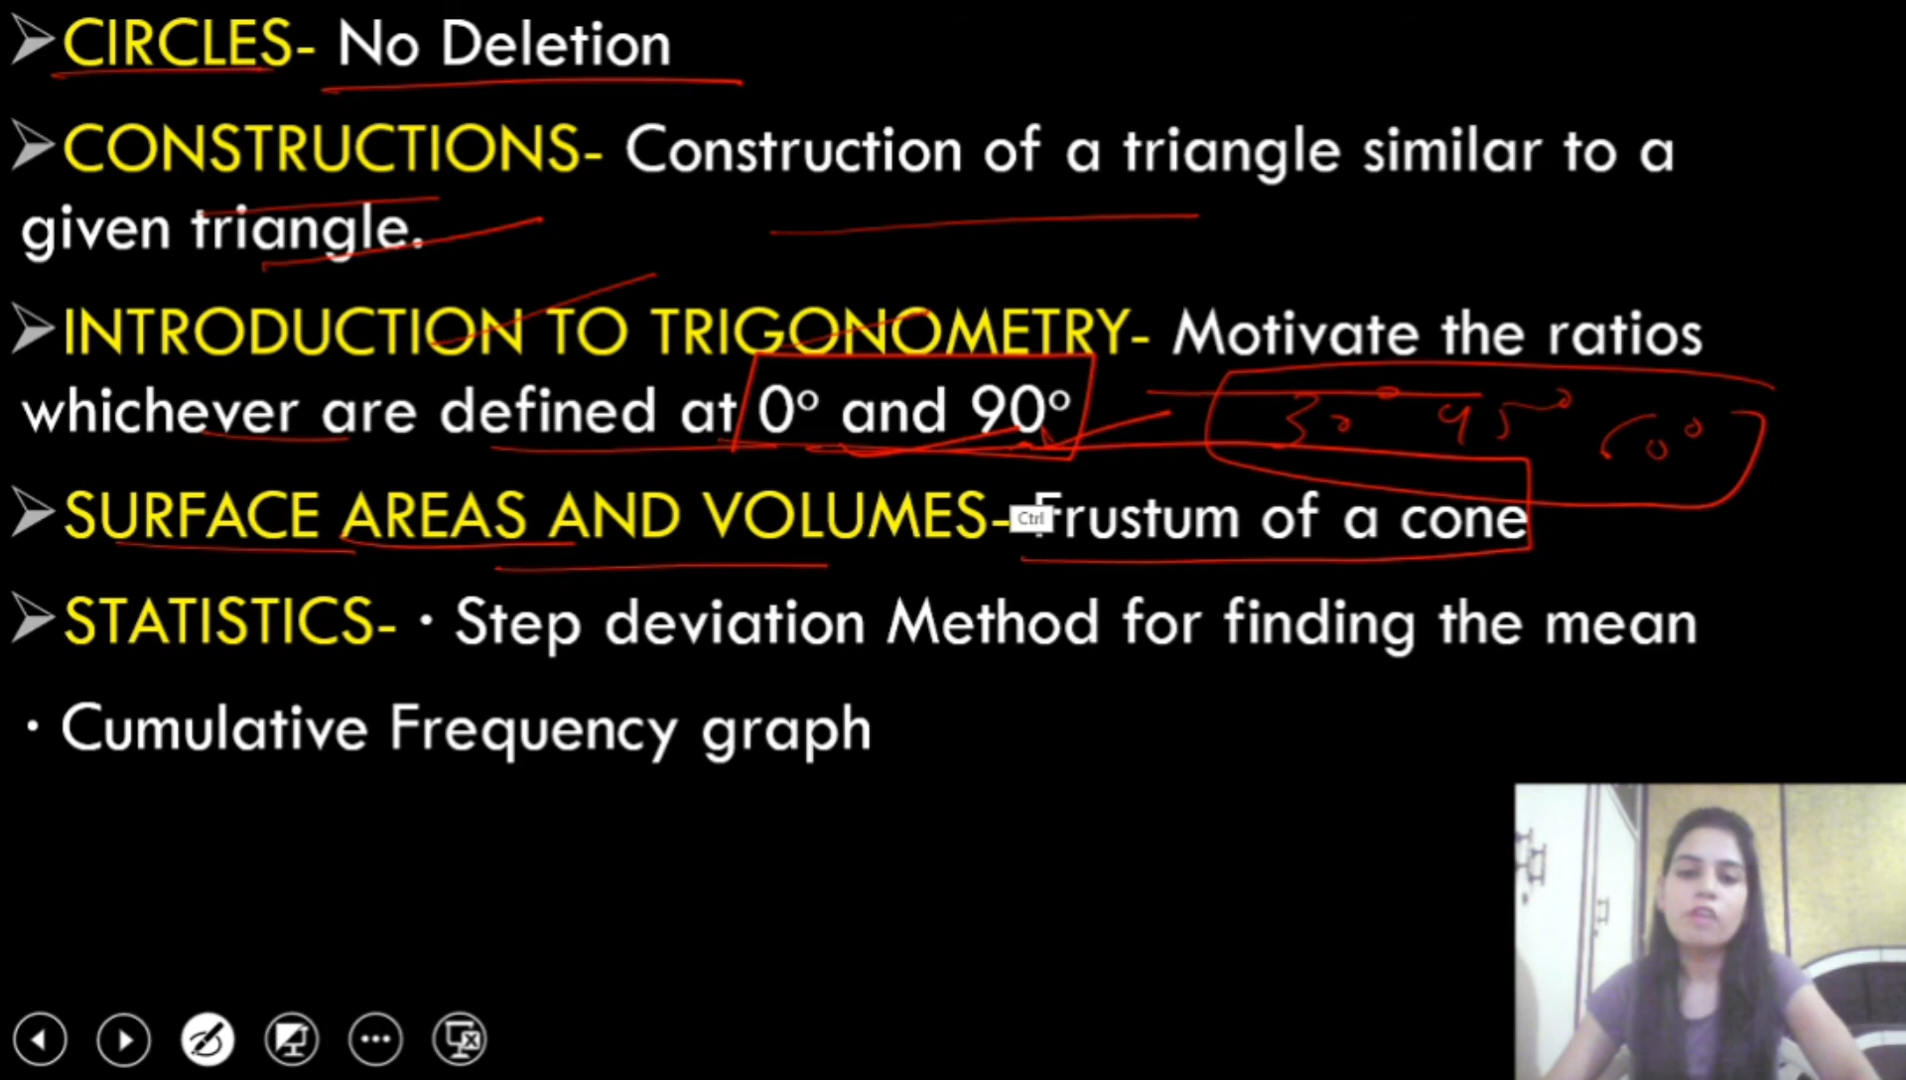 CIRCLES- No Deletion
CONSTRUCTIONS- Construction of a triangle similar to a
given triangle.
INTRODUCTION TO TRIGONOMETRY- Motivate the ratios
whichever are defined at 0° and 90°
30 45° 60°
SURFACE AREAS AND VOLUMES- Frustum of a cone
Ctrl
STATISTICS- · Step deviation Method for finding the mean
· Cumulative Frequency graph